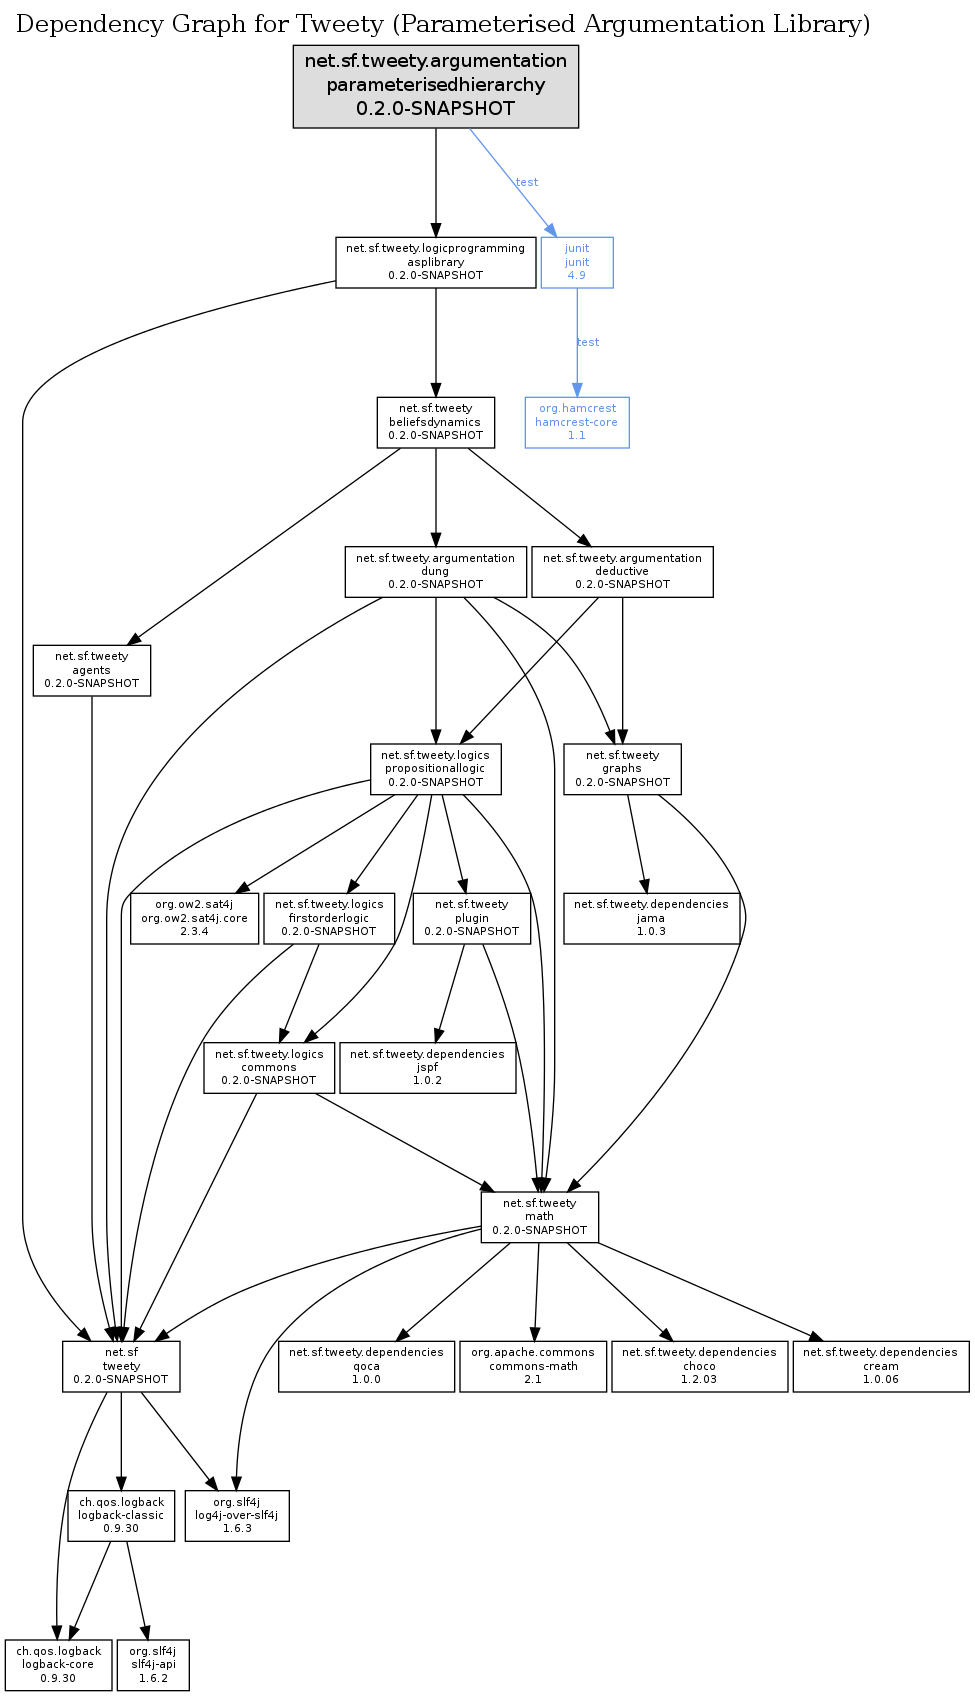 Dependency Graph for Tweety (Parameterised Argumentation Library)
net.sf.tweety.argumentation
parameterisedhierarchy
0.2.0-SNAPSHOT
test
net.sf.tweety.logicprogramming
asplibrary
0.2.0-SNAPSHOT
junit
junit
4.9
test
net.sf.tweety
beliefsdynamics
0.2.0-SNAPSHOT
org.hamcrest
hamcrest-core
1.1
net.sf.tweety.argumentation
dung
0.2.0-SNAPSHOT
net.sf.tweety.argumentation
deductive
0.2.0-SNAPSHOT
net.sf.tweety
agents
0.2.0-SNAPSHOT
net.sf.tweety.logics
propositionallogic
0.2.0-SNAPSHOT
net.sf.tweety
graphs
0.2.0-SNAPSHOT
org.ow2.sat4j
org.ow2.sat4j.core
2.3.4
net.sf.tweety.logics
firstorderlogic
0.2.0-SNAPSHOT
net.sf.tweety
plugin
0.2.0-SNAPSHOT
net.sf.tweety.dependencies
jama
1.0.3
net.sf.tweety.logics
commons
0.2.0-SNAPSHOT
net.sf.tweety.dependencies
jspf
1.0.2
net.sf.tweety
math
0.2.0-SNAPSHOT
net.sf
tweety
0.2.0-SNAPSHOT
net.sf.tweety.dependencies
qoca
1.0.0
org.apache.commons
commons-math
2.1
net.sf.tweety.dependencies
choco
1.2.03
net.sf.tweety.dependencies
cream
1.0.06
ch.qos.logback
logback-classic
0.9.30
org.slf4j
log4j-over-slf4j
1.6.3
ch.qos.logback
logback-core
0.9.30
org.slf4j
slf4j-api
1.6.2